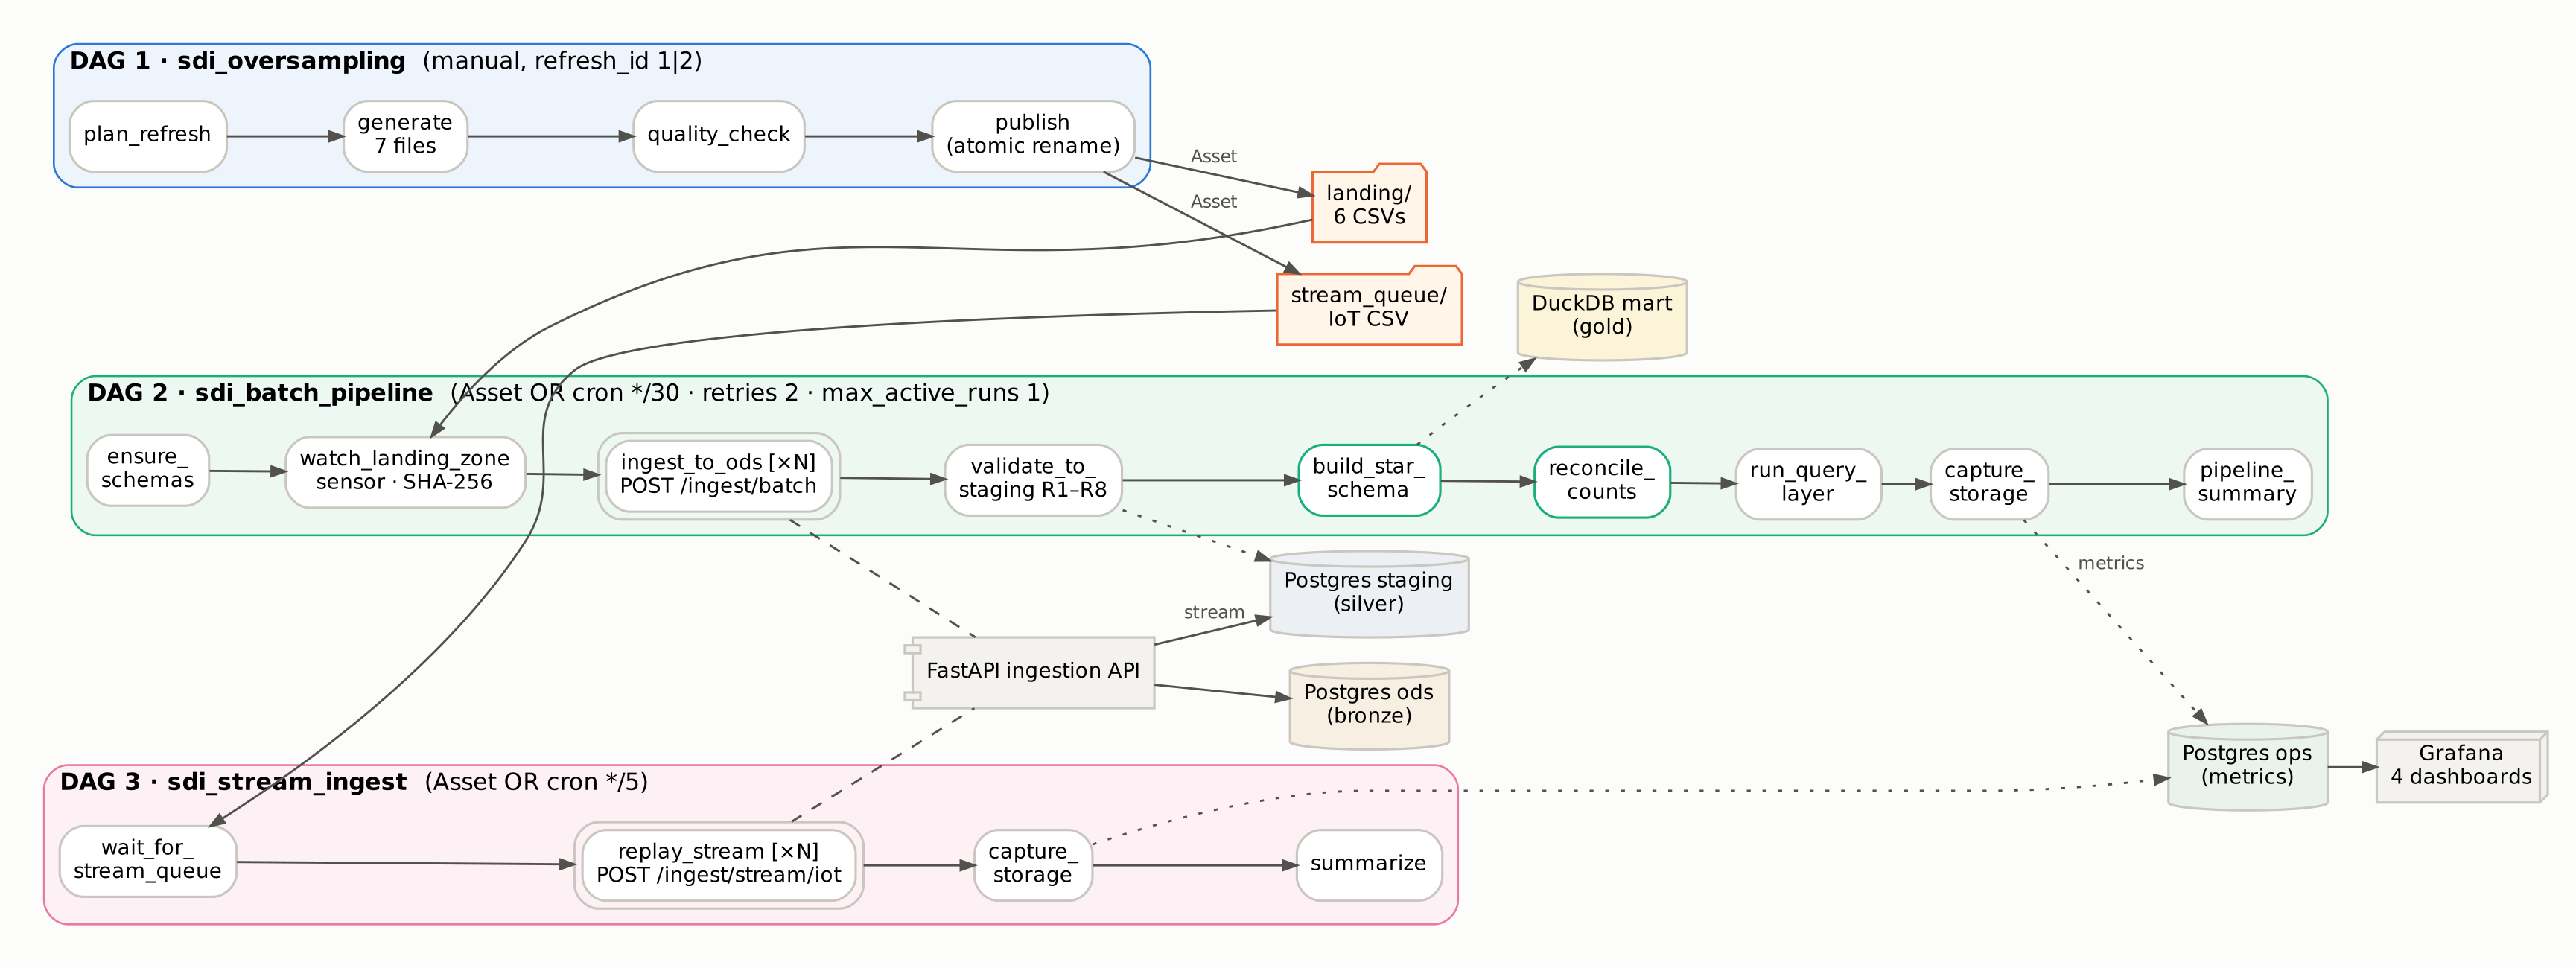 DAG 1 · sdi_oversampling (manual, refresh_id 1|2)
plan_refresh
generate
7 files
quality_check
publish
(atomic rename)
Asset
Asset
landing/
6 CSVs
stream_queue/
IoT CSV
DuckDB mart
(gold)
DAG 2 · sdi_batch_pipeline (Asset OR cron */30 · retries 2 · max_active_runs 1)
ensure_
schemas
watch_landing_zone
sensor · SHA-256
ingest_to_ods [×N]
POST /ingest/batch
validate_to_
staging R1–R8
build_star_
schema
reconcile_
counts
run_query_
layer
capture_
storage
pipeline_
summary
metrics
Postgres staging
(silver)
stream
FastAPI ingestion API
Postgres ods
(bronze)
Postgres ops
(metrics)
Grafana
4 dashboards
DAG 3 · sdi_stream_ingest (Asset OR cron */5)
wait_for_
stream_queue
replay_stream [×N]
POST /ingest/stream/iot
capture_
storage
summarize